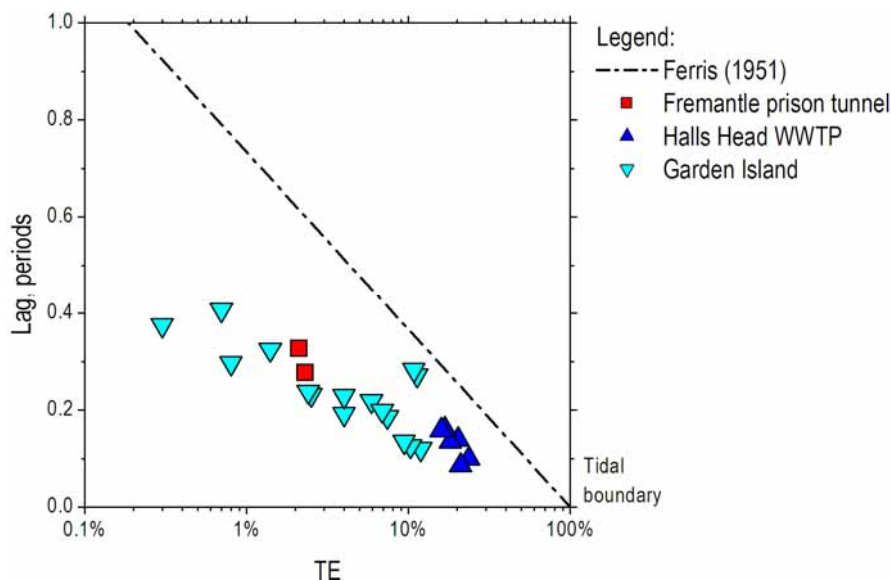 1.0
0.8
0.6
0.4
0.2
0.0
0.1%
1%
10%
100%
Lag, periods
TE
Tidal
boundary
Legend:
Ferris (1951)
Fremantle prison tunnel
Halls Head WWTP
Garden Island